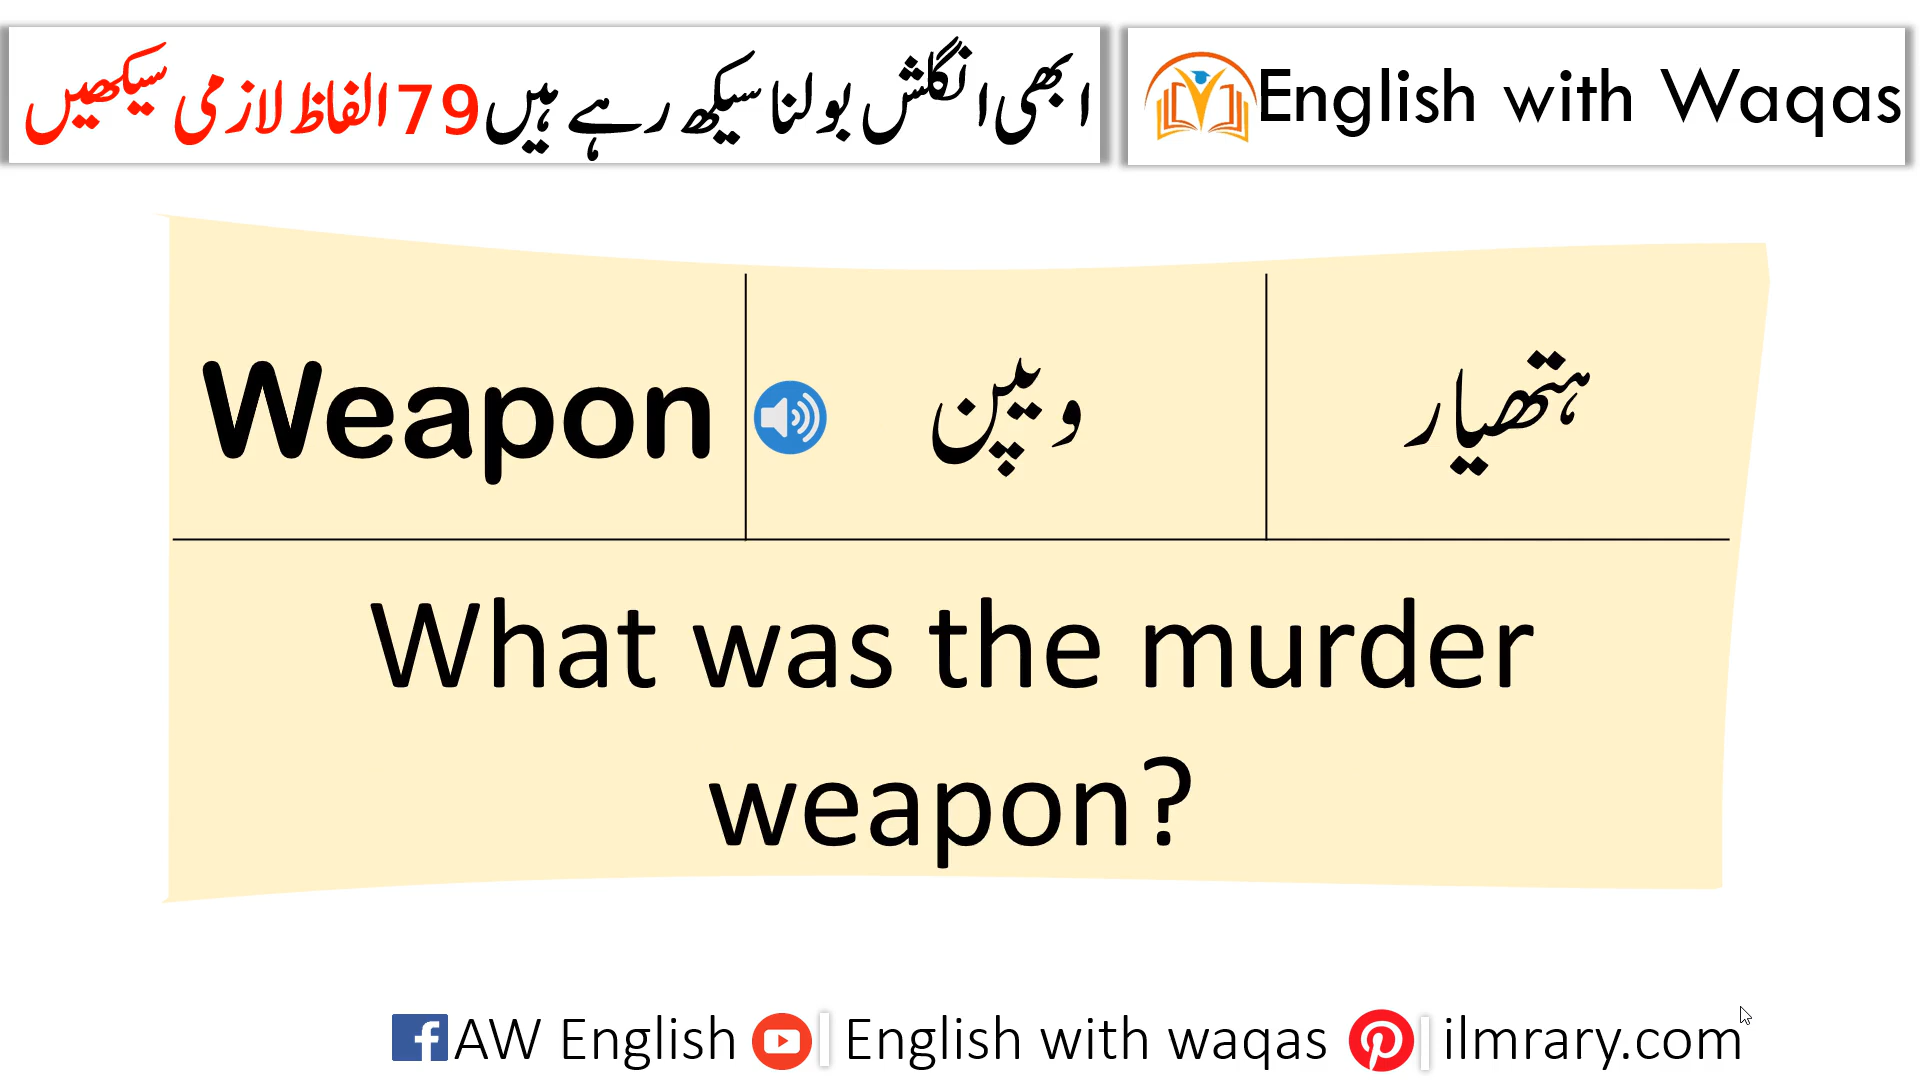 ابھی انگلش بولنا سیکھ رہے ہیں 79 الفاظ لازمی سیکھیں
English with Waqas
Weapon
ویپن
ہتھیار
What was the murder
weapon?
AW English | English with waqas | ilmrary.com